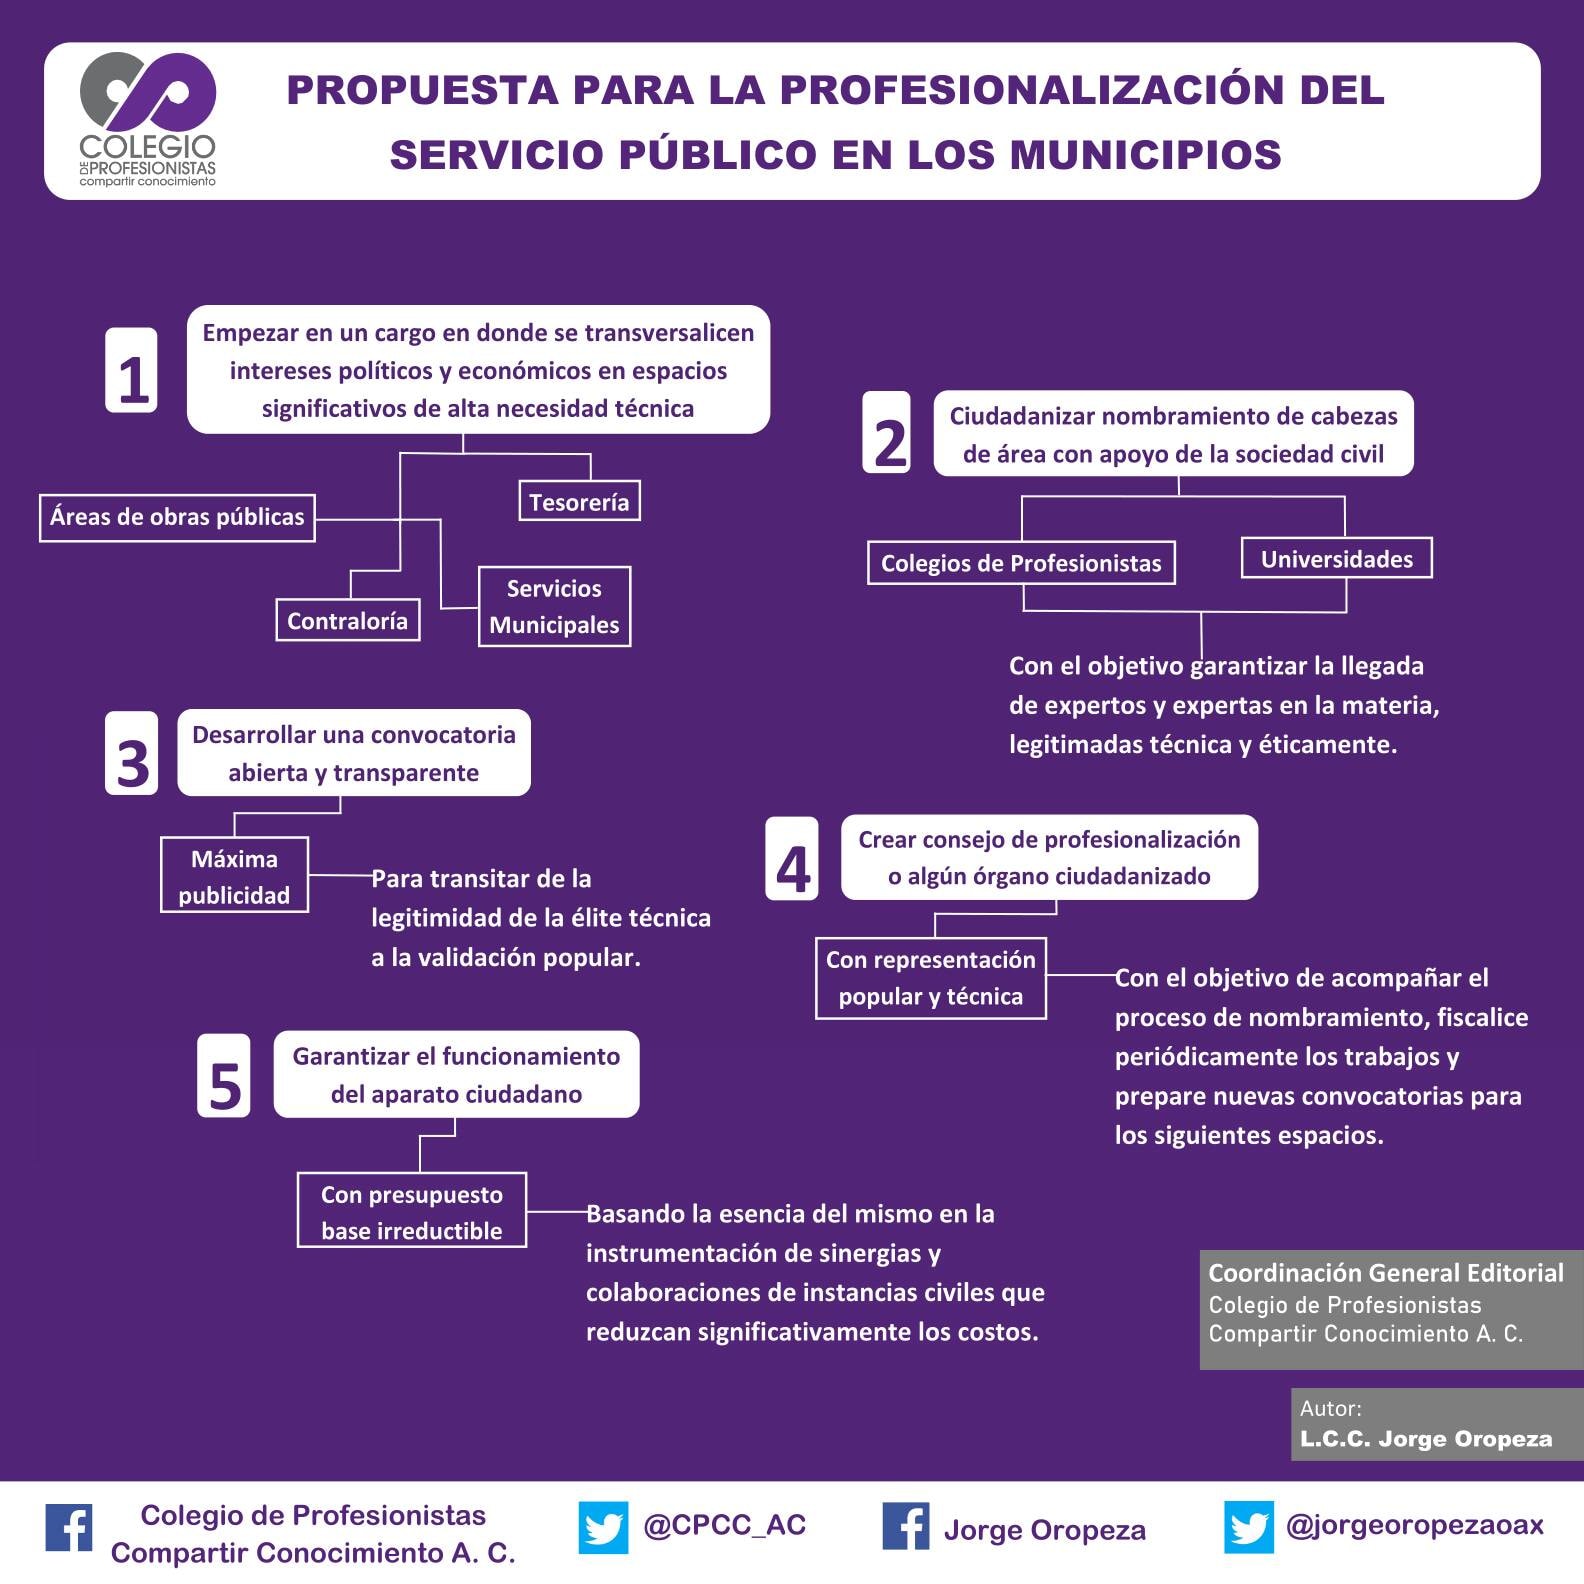 COLEGIO
DE PROFESIONISTAS
compartir conocimiento
PROPUESTA PARA LA PROFESIONALIZACIÓN DEL
SERVICIO PÚBLICO EN LOS MUNICIPIOS
1
Empezar en un cargo en donde se transversalicen
intereses políticos y económicos en espacios
significativos de alta necesidad técnica
Áreas de obras públicas
Tesorería
Contraloría
Servicios
Municipales
2
Ciudadanizar nombramiento de cabezas
de área con apoyo de la sociedad civil
Colegios de Profesionistas
Universidades
Con el objetivo garantizar la llegada
de expertos y expertas en la materia,
legitimadas técnica y éticamente.
3
Desarrollar una convocatoria
abierta y transparente
Máxima
publicidad
Para transitar de la
legitimidad de la élite técnica
a la validación popular.
4
Crear consejo de profesionalización
o algún órgano ciudadanizado
Con representación
popular y técnica
Con el objetivo de acompañar el
proceso de nombramiento, fiscalice
periódicamente los trabajos y
prepare nuevas convocatorias para
los siguientes espacios.
5
Garantizar el funcionamiento
del aparato ciudadano
Con presupuesto
base irreductible
Basando la esencia del mismo en la
instrumentación de sinergias y
colaboraciones de instancias civiles que
reduzcan significativamente los costos.
Coordinación General Editorial
Colegio de Profesionistas
Compartir Conocimiento A. C.
Autor:
L.C.C. Jorge Oropeza
Colegio de Profesionistas
Compartir Conocimiento A. C.
@CPCC_AC
Jorge Oropeza
@jorgeoropezaoax